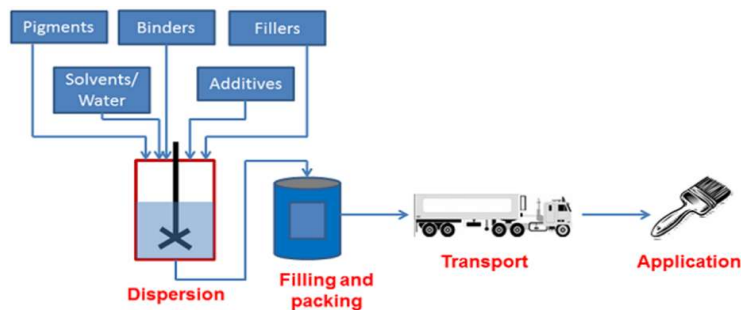 Pigments
Binders
Fillers
Solvents/
Water
Additives
Dispersion
Filling and
packing
Transport
Application